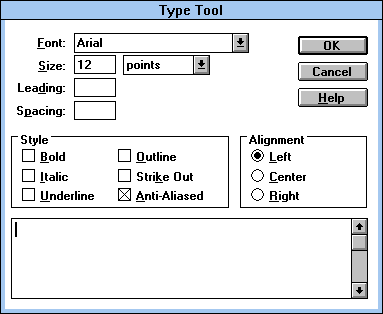 Type Tool
Font: Arial
OK
Size: 12 points
Cancel
Leading:
Help
Spacing:
Style
Alignment
Bold Outline Left
Italic Strike Out Center
Underline Anti-Aliased Right